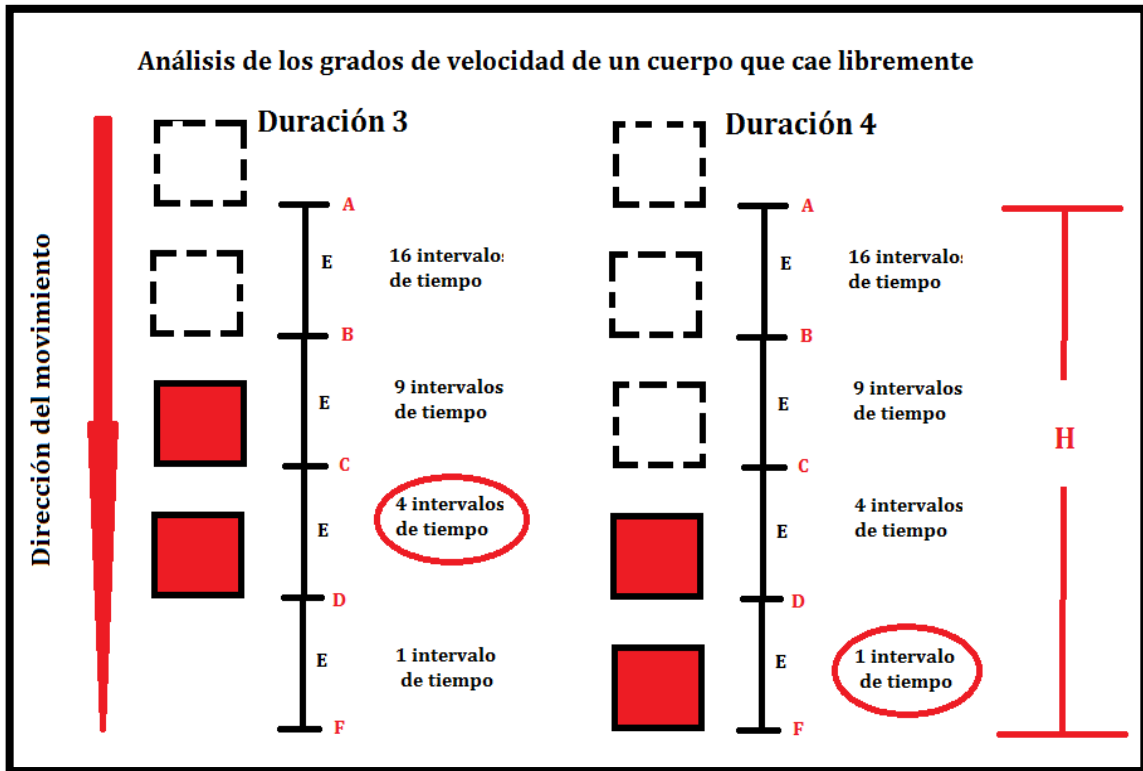 Análisis de los grados de velocidad de un cuerpo que cae libremente
Dirección del movimiento
Duración 3
A
E
16 intervalos
de tiempo
B
E
9 intervalos
de tiempo
C
E
4 intervalos
de tiempo
D
E
1 intervalo
de tiempo
F
Duración 4
A
E
16 intervalos
de tiempo
B
E
9 intervalos
de tiempo
C
E
4 intervalos
de tiempo
D
E
1 intervalo
de tiempo
F
H